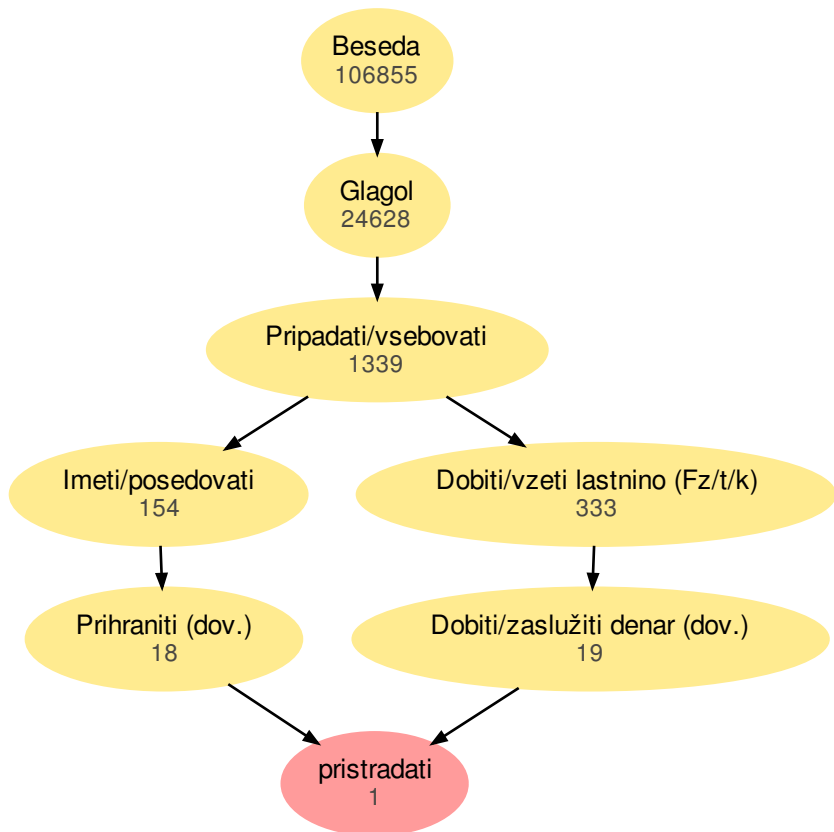 Beseda
106855
Glagol
24628
Pripadati/vsebovati
1339
Imeti/posedovati
154
Dobiti/vzeti lastnino (Fz/t/k)
333
Prihraniti (dov.)
18
Dobiti/zaslužiti denar (dov.)
19
pristradati
1